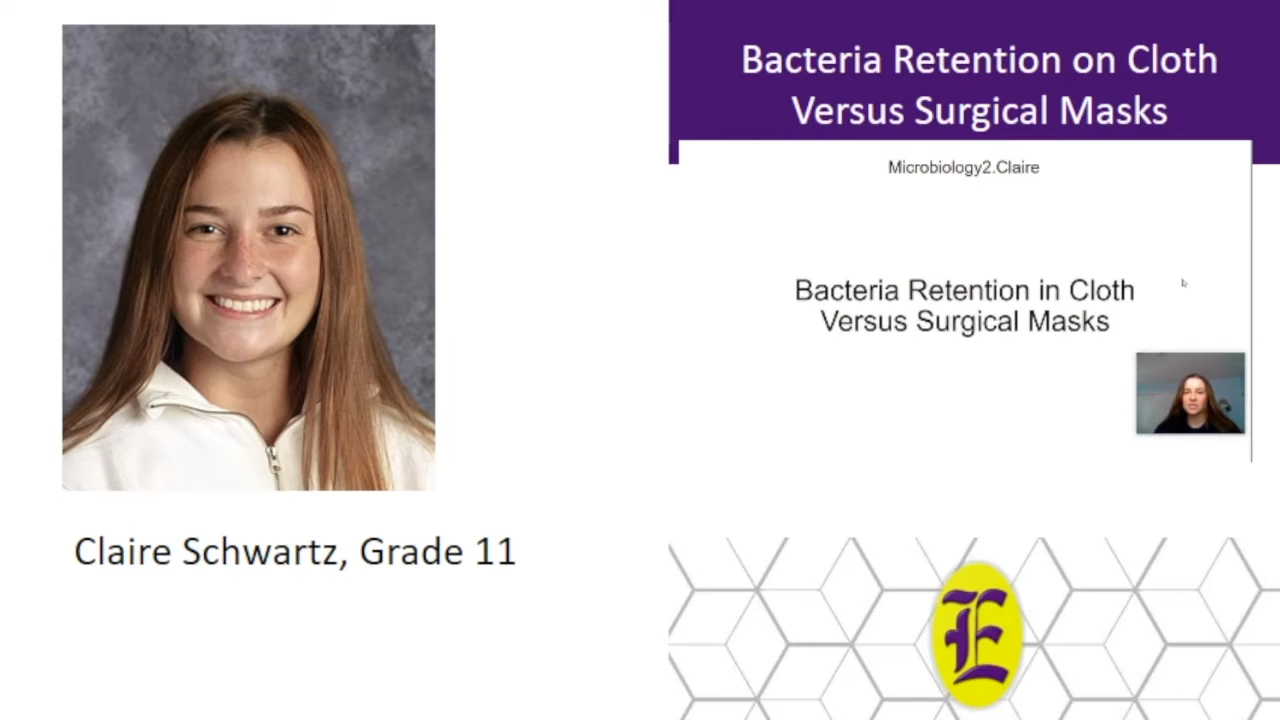 Bacteria Retention on Cloth
Versus Surgical Masks
Microbiology2.Claire
Bacteria Retention in Cloth
Versus Surgical Masks
Claire Schwartz, Grade 11
E